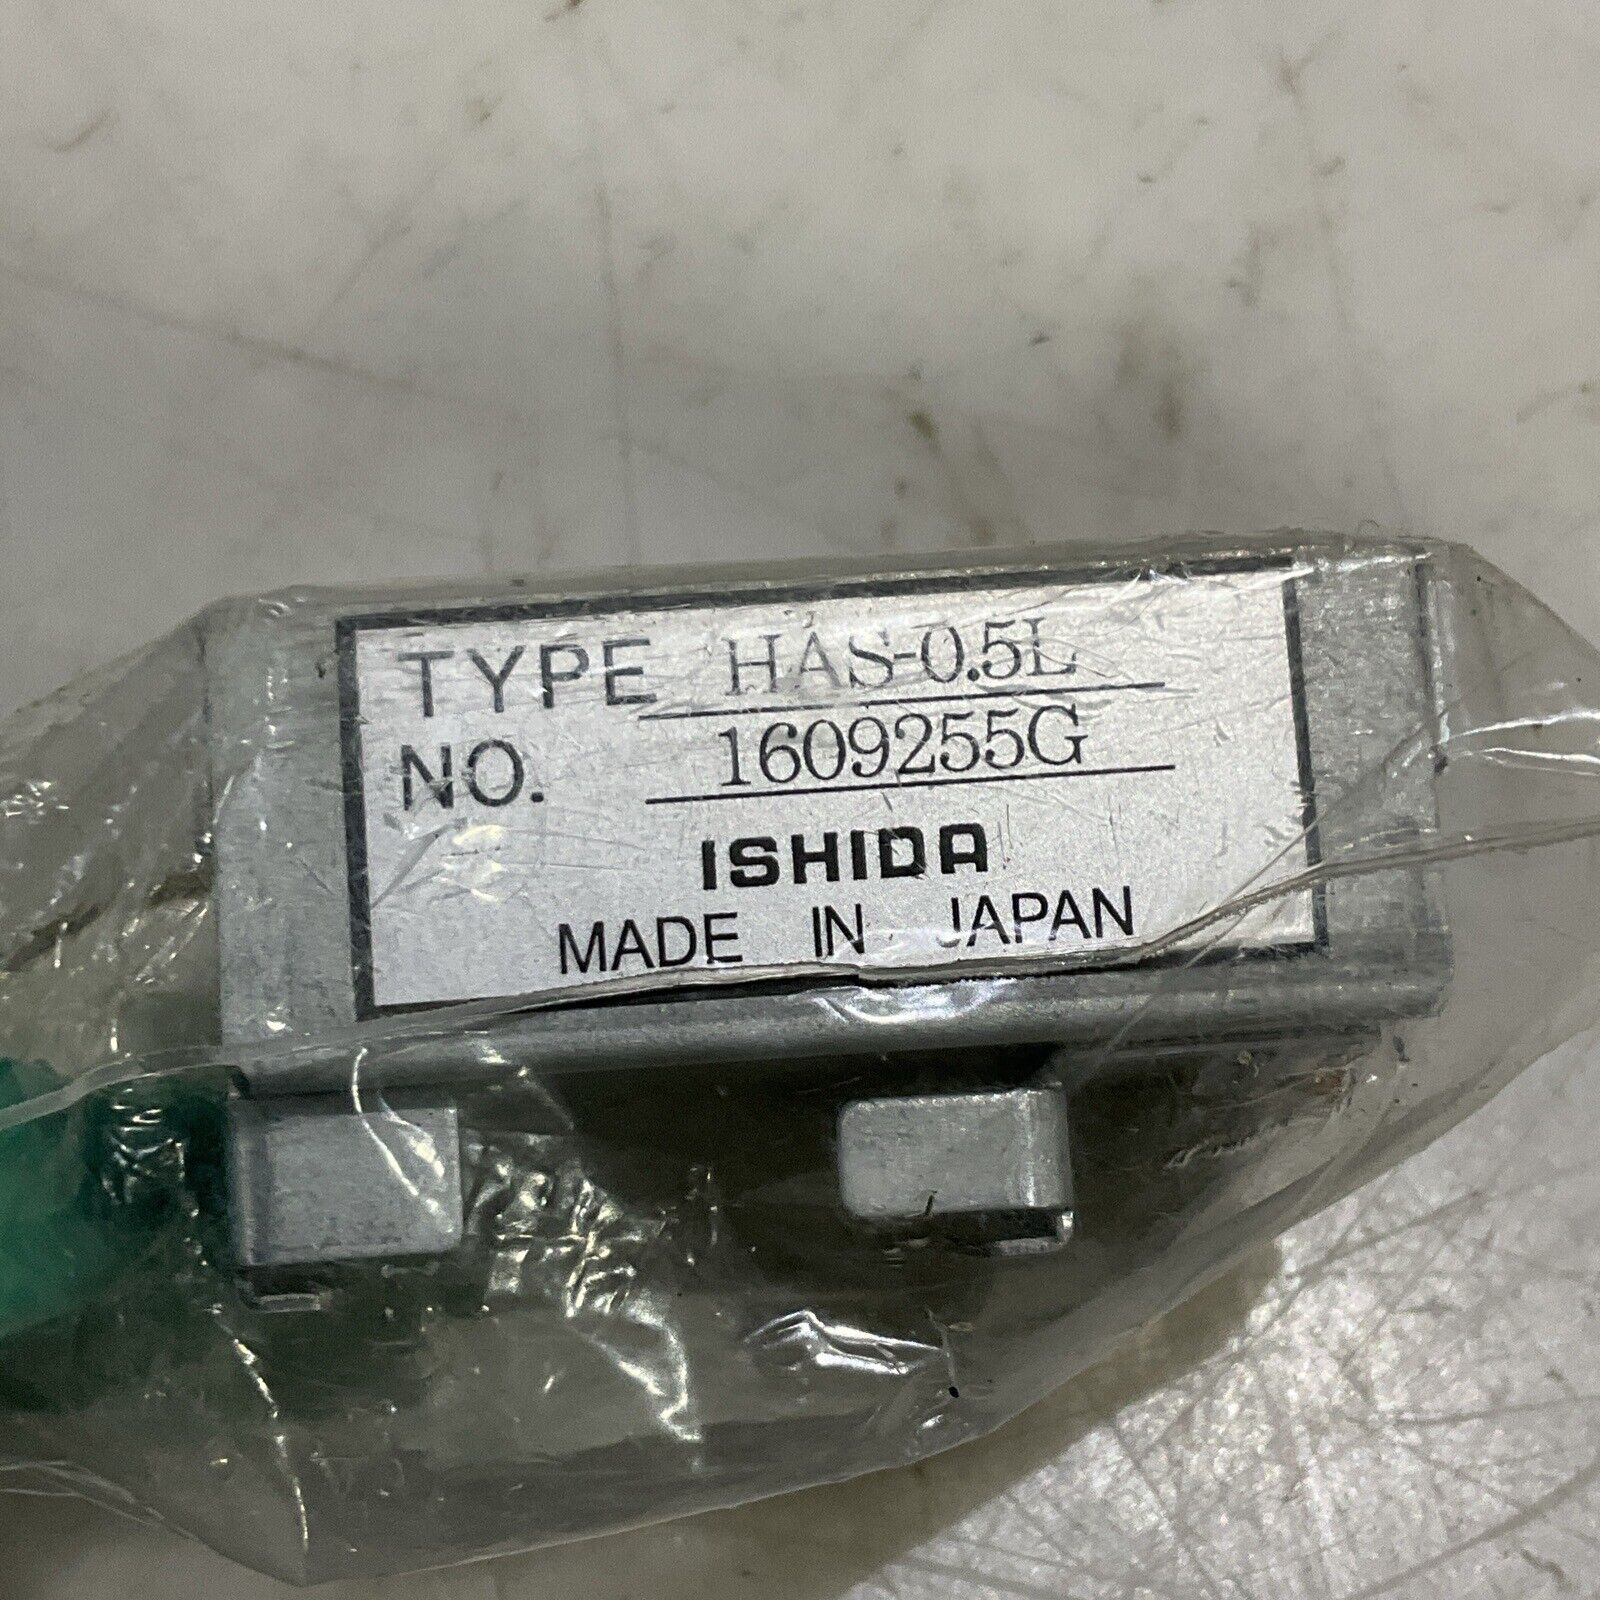 TYPE HAS-0.5L
NO. 1609255G
ISHIDA
MADE IN JAPAN